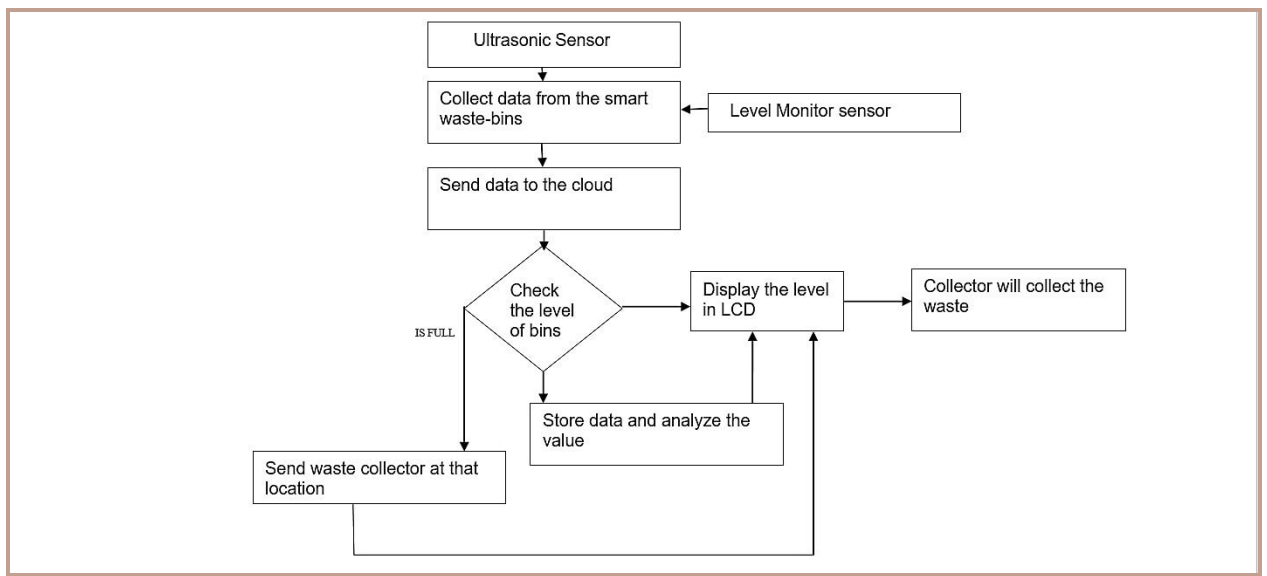 Ultrasonic Sensor
Collect data from the smart
waste-bins
Level Monitor sensor
Send data to the cloud
Check
the level
of bins
Display the level
in LCD
Collector will collect the
waste
IS FULL
Store data and analyze the
value
Send waste collector at that
location